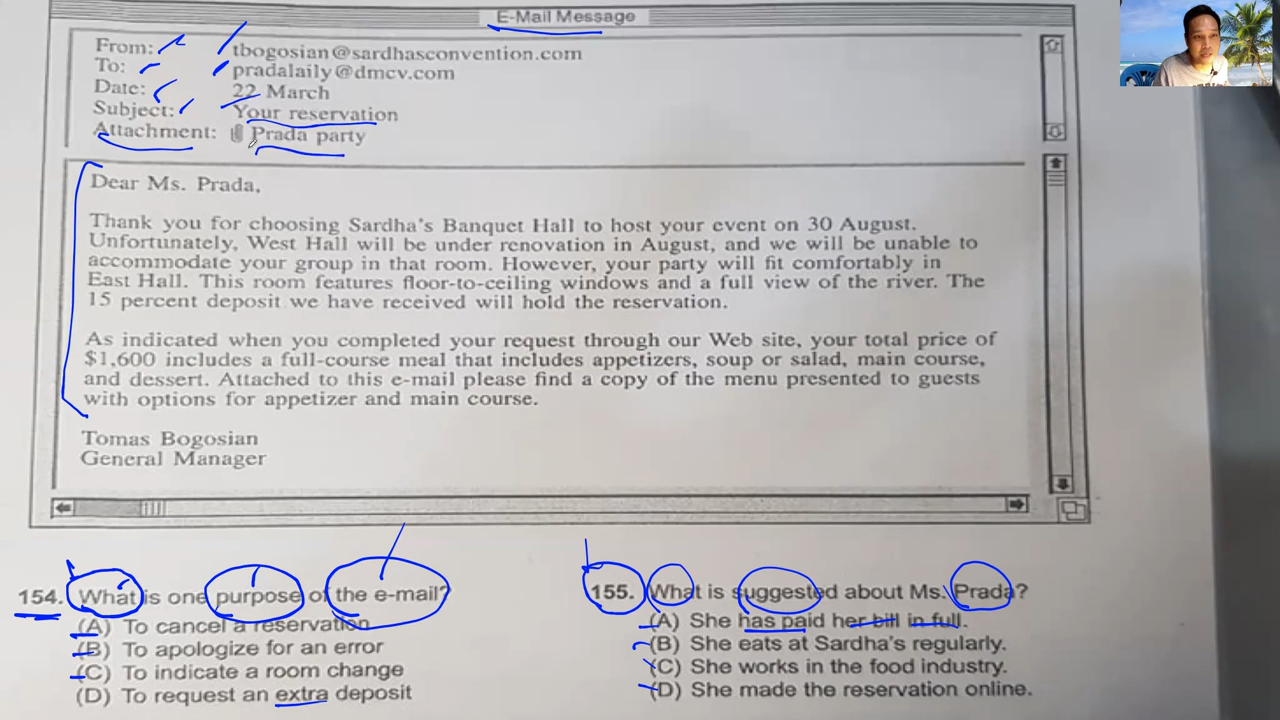 E-Mail Message
From: tbogosian@sardhasconvention.com
To: pradalaily@dmcv.com
Date: 22 March
Subject: Your reservation
Attachment: Prada party
Dear Ms. Prada,
Thank you for choosing Sardha's Banquet Hall to host your event on 30 August.
Unfortunately, West Hall will be under renovation in August, and we will be unable to
accommodate your group in that room. However, your party will fit comfortably in
East Hall. This room features floor-to-ceiling windows and a full view of the river. The
15 percent deposit we have received will hold the reservation.
As indicated when you completed your request through our Web site, your total price of
$1,600 includes a full-course meal that includes appetizers, soup or salad, main course,
and dessert. Attached to this e-mail please find a copy of the menu presented to guests
with options for appetizer and main course.
Tomas Bogosian
General Manager
154. What is one purpose of the e-mail?
(A) To cancel a reservation
(B) To apologize for an error
(C) To indicate a room change
(D) To request an extra deposit
155. What is suggested about Ms. Prada?
(A) She has paid her bill in full.
(B) She eats at Sardha's regularly.
(C) She works in the food industry.
(D) She made the reservation online.